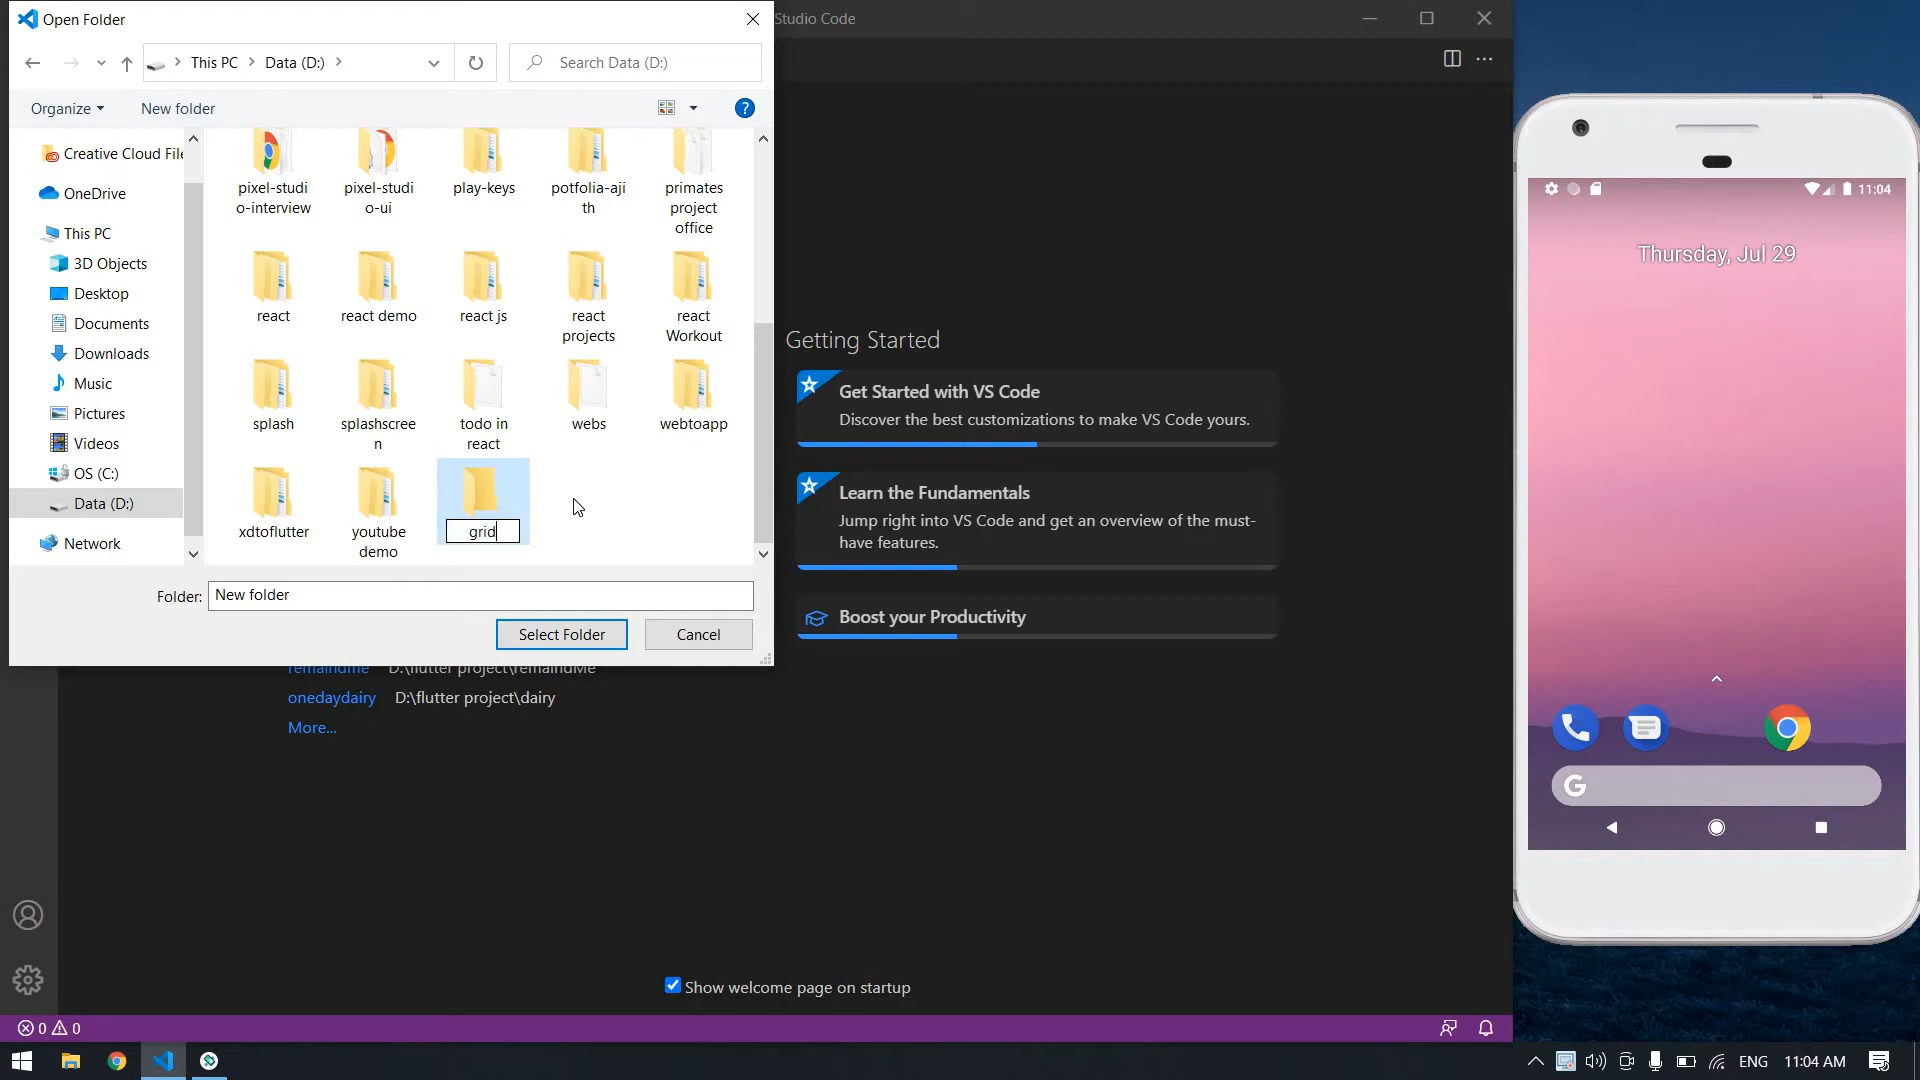 Open Folder
Studio Code
This PC
Data (D:)
Search Data (D:)
Organize
New folder
Creative Cloud File
OneDrive
This PC
3D Objects
Desktop
Documents
Downloads
Music
Pictures
Videos
OS (C:)
Data (D:)
Network
pixel-studi
o-interview
pixel-studi
o-ui
play-keys
potfolia-aji
th
primates
project
office
react
react demo
react js
react
projects
react
Workout
splash
splashscree
n
todo in
react
webs
webtoapp
xdtoflutter
youtube
demo
grid
Folder:
New folder
Select Folder
Cancel
Getting Started
Get Started with VS Code
Discover the best customizations to make VS Code yours.
Learn the Fundamentals
Jump right into VS Code and get an overview of the must-
have features.
Boost your Productivity
remaindme D:\flutter project\remaindMe
onedaydairy D:\flutter project\dairy
More...
Show welcome page on startup
0 0
11:04
Thursday, Jul 29
ENG
11:04 AM